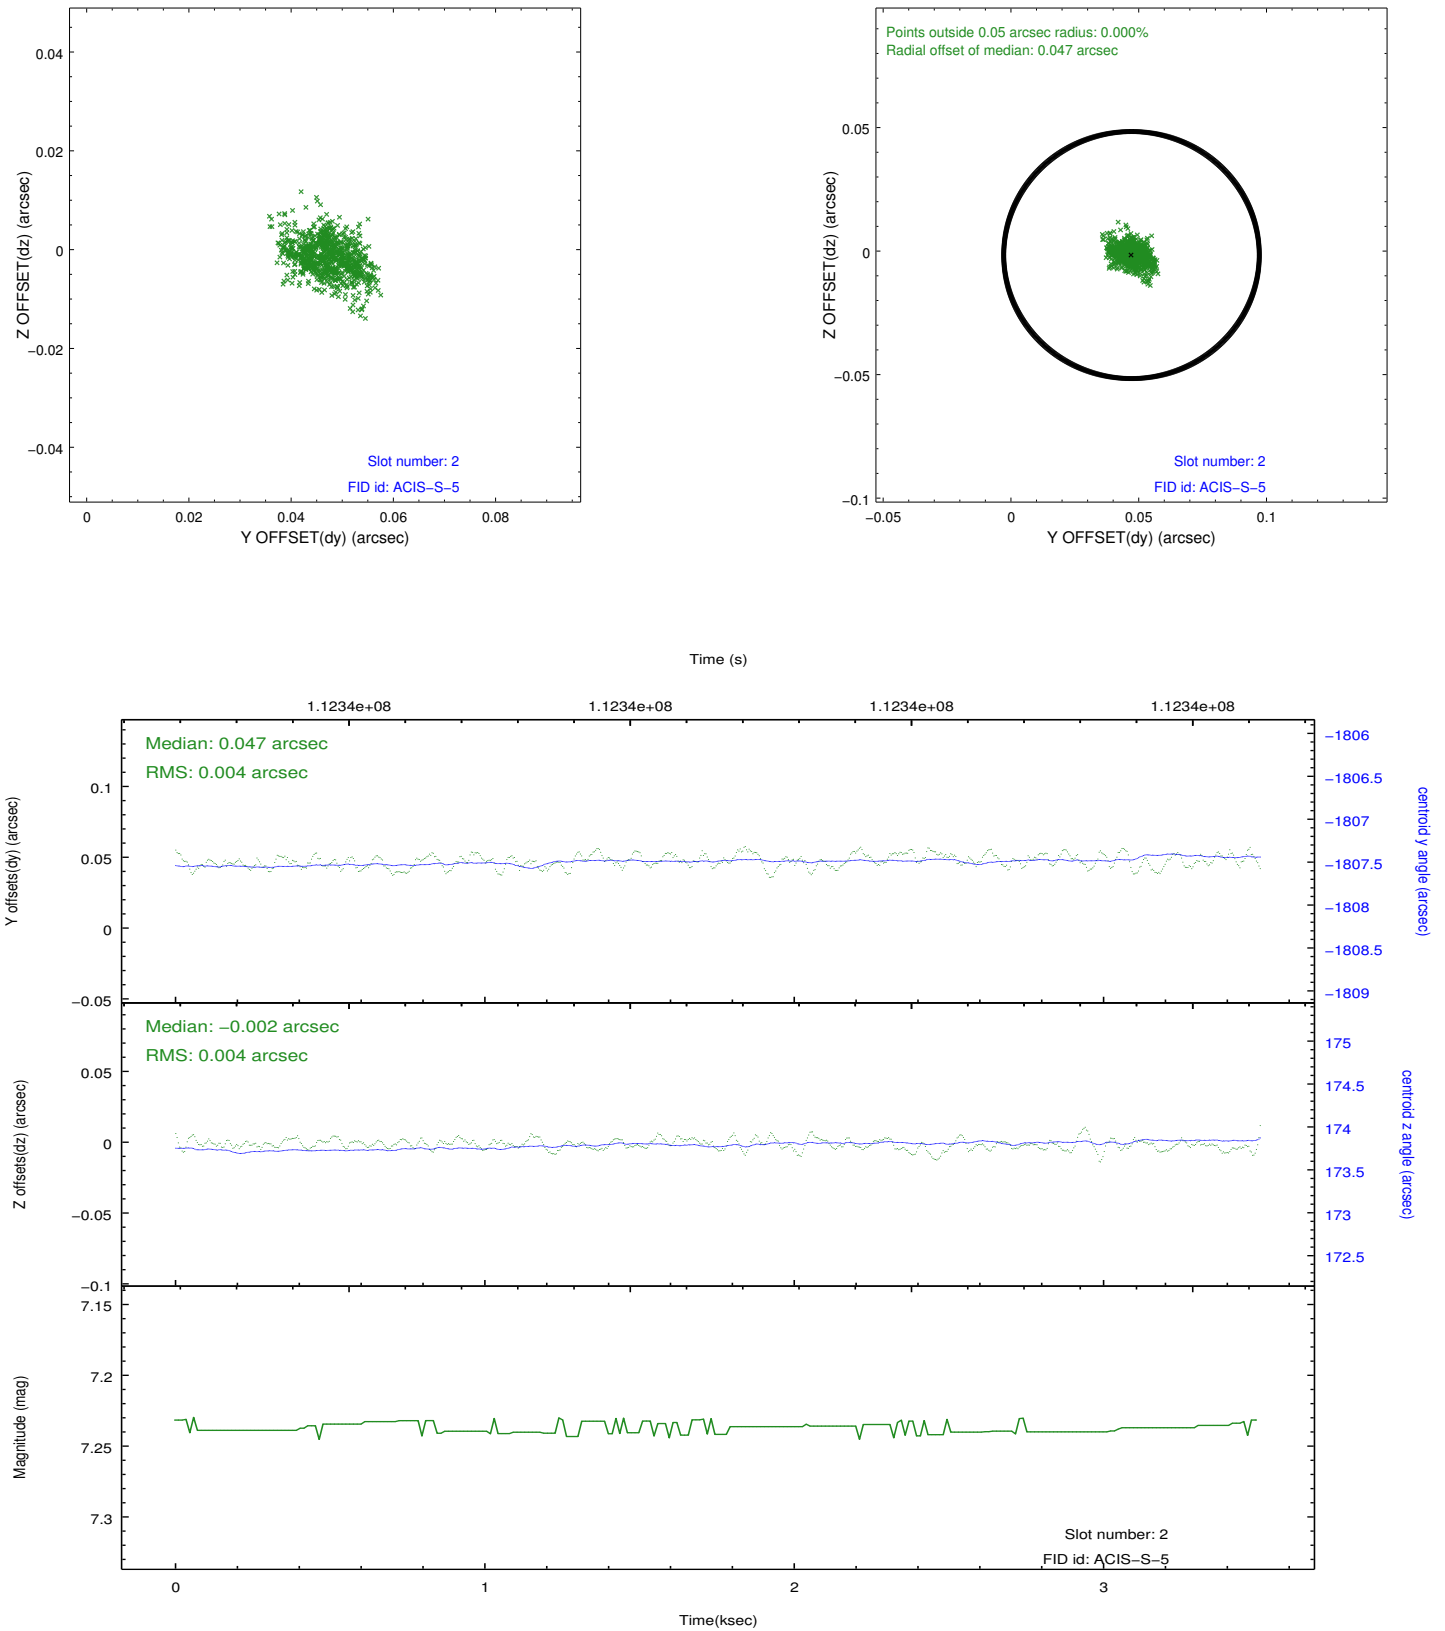 0.04
0.02
0
−0.02
−0.04
Z OFFSET(dz) (arcsec)
Slot number: 2
FID id: ACIS−S−5
0
0.02
0.04
0.06
0.08
Y OFFSET(dy) (arcsec)
Points outside 0.05 arcsec radius: 0.000%
Radial offset of median: 0.047 arcsec
0.05
0
−0.05
−0.1
Z OFFSET(dz) (arcsec)
Slot number: 2
FID id: ACIS−S−5
−0.05
0
0.05
0.1
Y OFFSET(dy) (arcsec)
Time (s)
1.1234e+08
1.1234e+08
1.1234e+08
1.1234e+08
Median: 0.047 arcsec
RMS: 0.004 arcsec
0.1
0.05
0
−0.05
Y offsets(dy) (arcsec)
−1806
−1806.5
−1807
−1807.5
−1808
−1808.5
−1809
centroid y angle (arcsec)
Median: −0.002 arcsec
RMS: 0.004 arcsec
0.05
0
−0.05
−0.1
Z offsets(dz) (arcsec)
175
174.5
174
173.5
173
172.5
centroid z angle (arcsec)
7.15
7.2
7.25
7.3
Magnitude (mag)
Slot number: 2
FID id: ACIS−S−5
0
1
2
3
Time(ksec)